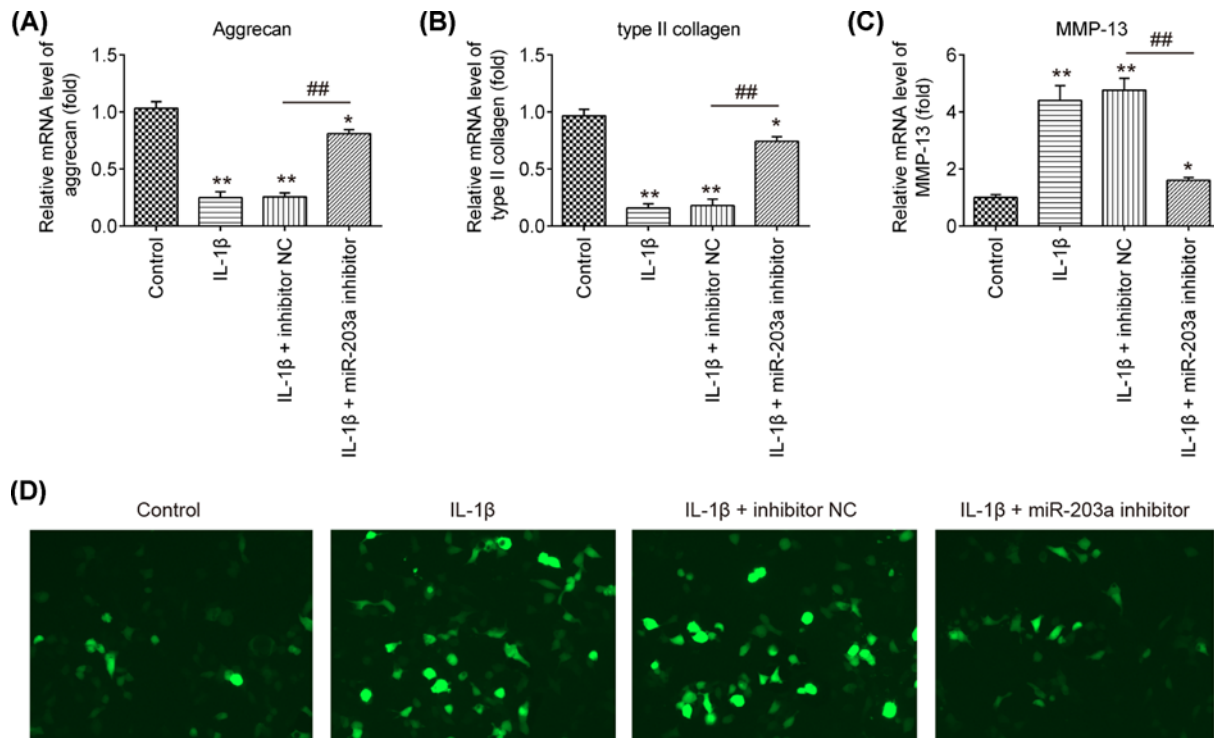 (A)
Aggrecan
Relative mRNA level of
aggrecan (fold)
1.5
1.0
0.5
0.0
**
**
*
##
Control
IL-1β
IL-1β + inhibitor NC
IL-1β + miR-203a inhibitor
(B)
type II collagen
Relative mRNA level of
type II collagen (fold)
1.5
1.0
0.5
0.0
**
**
*
##
Control
IL-1β
IL-1β + inhibitor NC
IL-1β + miR-203a inhibitor
(C)
MMP-13
Relative mRNA level of
MMP-13 (fold)
6
4
2
0
**
**
*
##
Control
IL-1β
IL-1β + inhibitor NC
IL-1β + miR-203a inhibitor
(D)
Control
IL-1β
IL-1β + inhibitor NC
IL-1β + miR-203a inhibitor